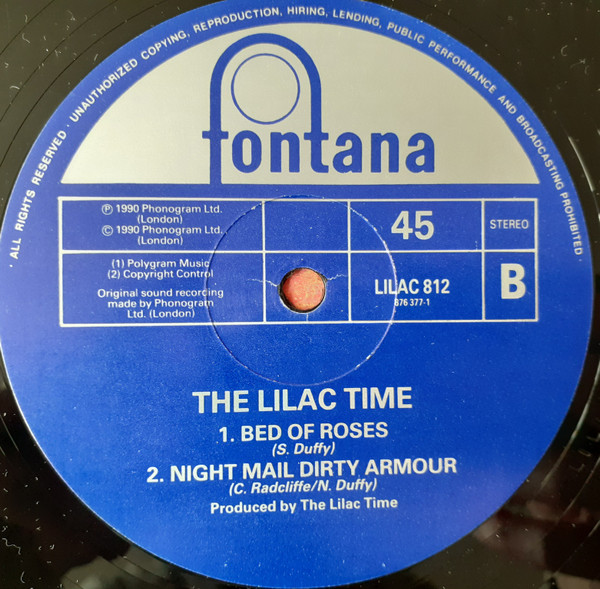 ALL RIGHTS RESERVED · UNAUTHORIZED COPYING, REPRODUCTION, HIRING, LENDING, PUBLIC PERFORMANCE AND BROADCASTING PROHIBITED ·
fontana
℗ 1990 Phonogram Ltd.
(London)
© 1990 Phonogram Ltd.
(London)
45
STEREO
(1) Polygram Music
(2) Copyright Control
Original sound recording
made by Phonogram
Ltd. (London)
LILAC 812
876 377-1
B
THE LILAC TIME
1. BED OF ROSES
(S. Duffy)
2. NIGHT MAIL DIRTY ARMOUR
(C. Radcliffe/N. Duffy)
Produced by The Lilac Time